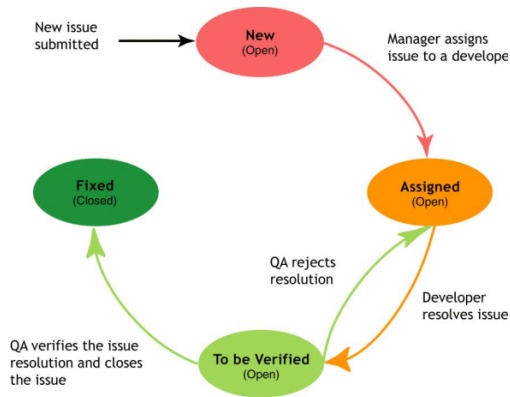 New issue
submitted
New
(Open)
Manager assigns
issue to a develope
Fixed
(Closed)
Assigned
(Open)
QA rejects
resolution
Developer
resolves issue
QA verifies the issue
resolution and closes
the issue
To be Verified
(Open)